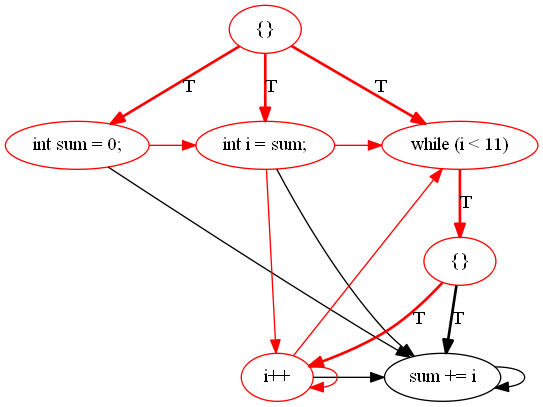 {}
T
T
T
int sum = 0;
int i = sum;
while (i < 11)
T
{}
T
T
i++
sum += i